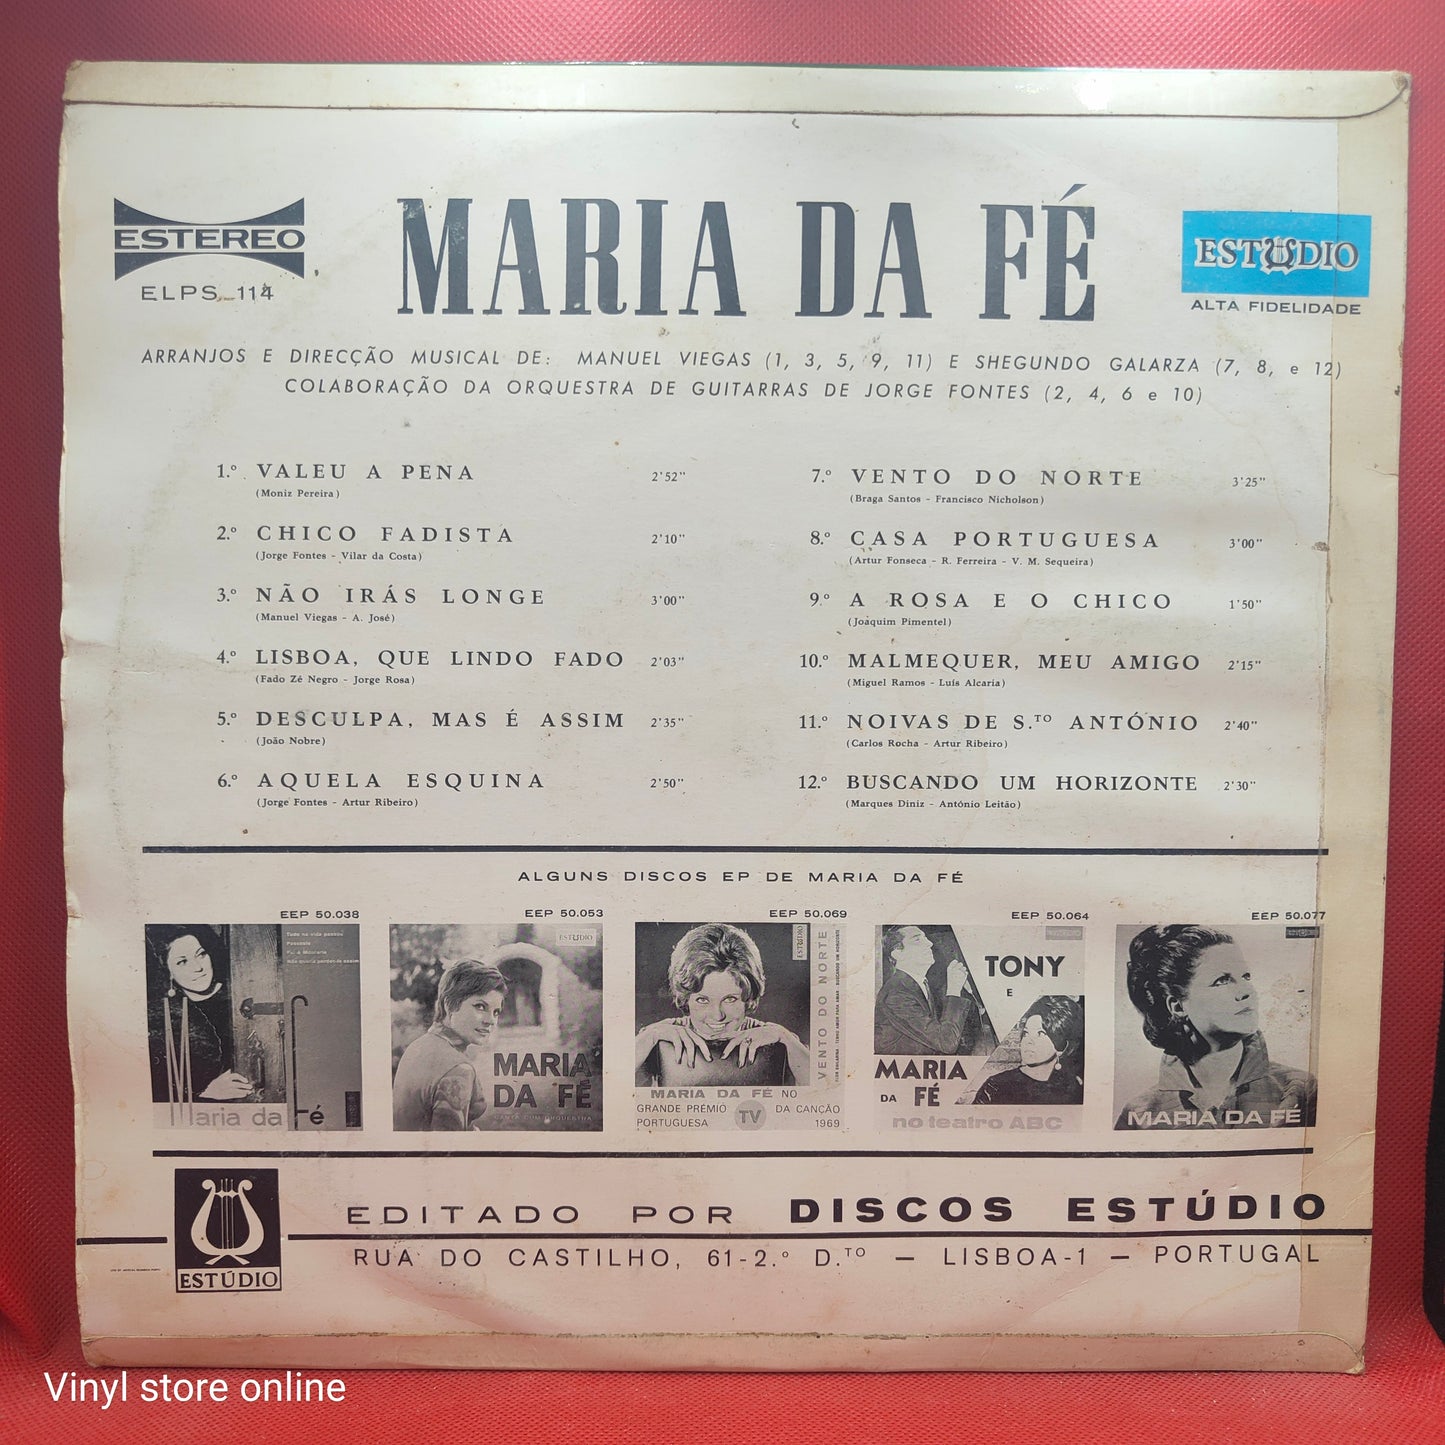 ESTEREO
ELPS 114
MARIA DA FÉ
ESTUDIO
ALTA FIDELIDADE
ARRANJOS E DIRECÇÃO MUSICAL DE: MANUEL VIEGAS (1, 3, 5, 9, 11) E SHEGUNDO GALARZA (7, 8, e 12)
COLABORAÇÃO DA ORQUESTRA DE GUITARRAS DE JORGE FONTES (2, 4, 6 e 10)
1.º VALEU A PENA 2'52"
(Moniz Pereira)
2.º CHICO FADISTA 2'10"
(Jorge Fontes - Vilar da Costa)
3.º NÃO IRÁS LONGE 3'00"
(Manuel Viegas - A. José)
4.º LISBOA, QUE LINDO FADO 2'03"
(Fado Zé Negro - Jorge Rosa)
5.º DESCULPA, MAS É ASSIM 2'35"
(João Nobre)
6.º AQUELA ESQUINA 2'50"
(Jorge Fontes - Artur Ribeiro)
7.º VENTO DO NORTE 3'25"
(Braga Santos - Francisco Nicholson)
8.º CASA PORTUGUESA 3'00"
(Artur Fonseca - R. Ferreira - V. M. Sequeira)
9.º A ROSA E O CHICO 1'50"
(Joaquim Pimentel)
10.º MALMEQUER, MEU AMIGO 2'15"
(Miguel Ramos - Luís Alcaria)
11.º NOIVAS DE S.TO ANTÓNIO 2'40"
(Carlos Rocha - Artur Ribeiro)
12.º BUSCANDO UM HORIZONTE 2'30"
(Marques Diniz - António Leitão)
ALGUNS DISCOS EP DE MARIA DA FÉ
EEP 50.038
Maria da Fé
EEP 50.053
ESTUDIO
MARIA
DA FÉ
EEP 50.069
ESTUDIO
VENTO DO NORTE
MARIA DA FÉ NO
GRANDE PRÉMIO TV DA CANÇÃO
PORTUGUESA 1969
EEP 50.064
TONY
E
MARIA
DA FÉ
no teatro ABC
EEP 50.077
MARIA DA FÉ
ESTÚDIO
EDITADO POR DISCOS ESTÚDIO
RUA DO CASTILHO, 61-2.º D.TO — LISBOA-1 — PORTUGAL
Vinyl store online